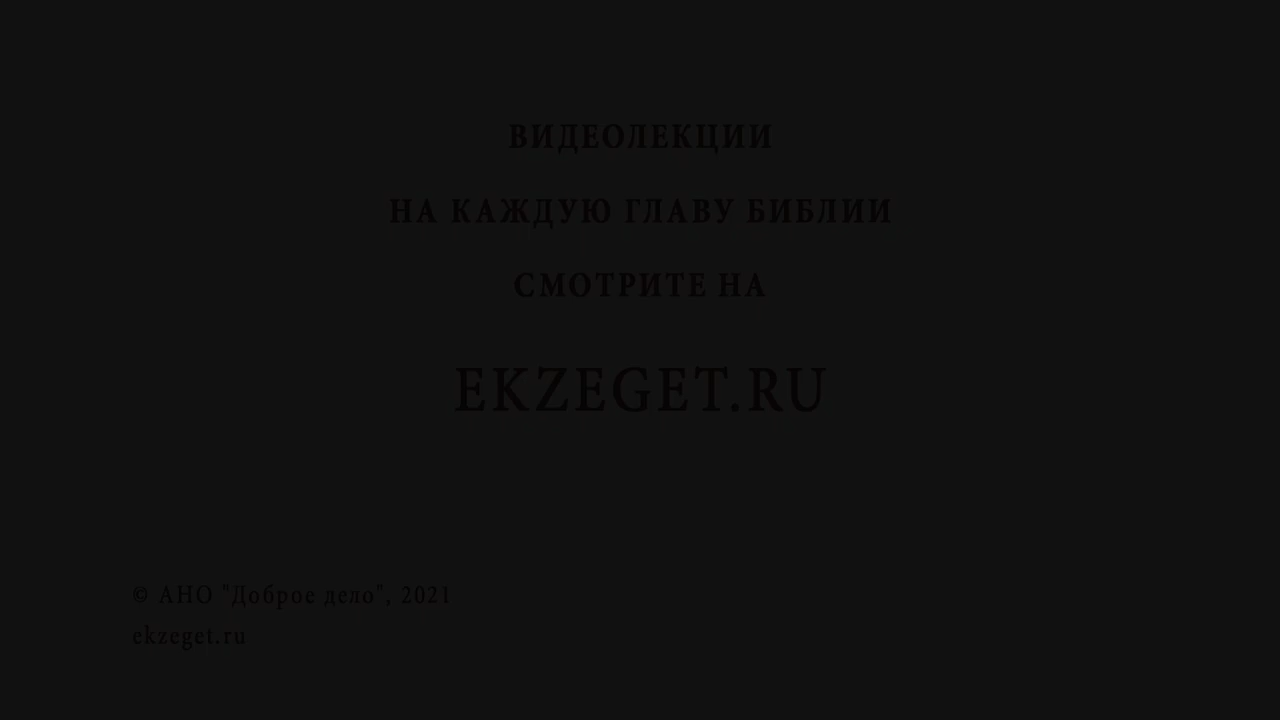 ВИДЕОЛЕКЦИИ
НА КАЖДУЮ ГЛАВУ БИБЛИИ
СМОТРИТЕ НА
EKZEGET.RU
© АНО "Доброе дело", 2021
ekzeget.ru